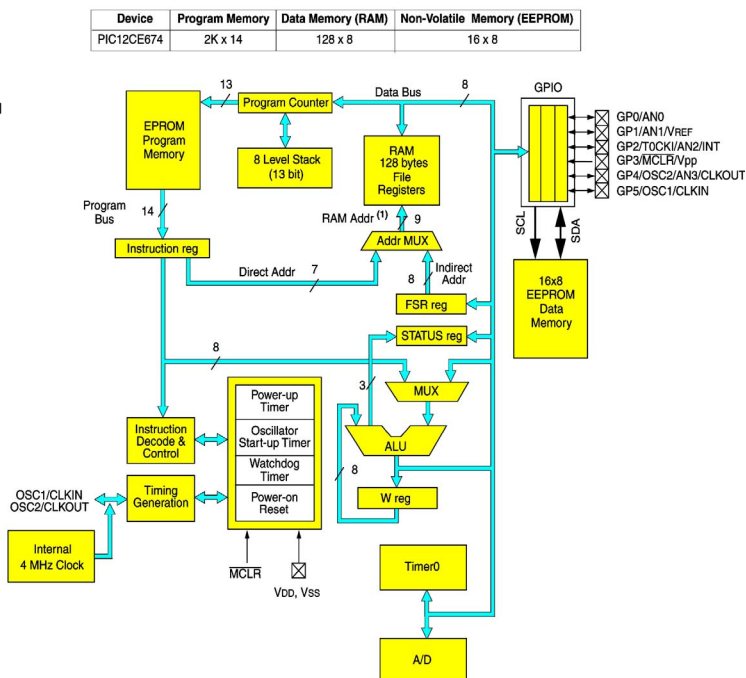 Device Program Memory Data Memory (RAM) Non-Volatile Memory (EEPROM)
PIC12CE674 2K x 14 128 x 8 16 x 8
13
Program Counter
Data Bus
8
GPIO
EPROM
Program
Memory
8 Level Stack
(13 bit)
RAM
128 bytes
File
Registers
GP0/AN0
GP1/AN1/VREF
GP2/T0CKI/AN2/INT
GP3/MCLR/Vpp
GP4/OSC2/AN3/CLKOUT
GP5/OSC1/CLKIN
Program
Bus
14
RAM Addr (1)
9
SCL
SDA
Instruction reg
Addr MUX
Direct Addr
7
8
Indirect
Addr
FSR reg
16x8
EEPROM
Data
Memory
STATUS reg
8
3
MUX
Power-up
Timer
Oscillator
Start-up Timer
Watchdog
Timer
Power-on
Reset
Instruction
Decode &
Control
ALU
8
W reg
OSC1/CLKIN
OSC2/CLKOUT
Timing
Generation
Internal
4 MHz Clock
MCLR
VDD, VSS
Timer0
A/D